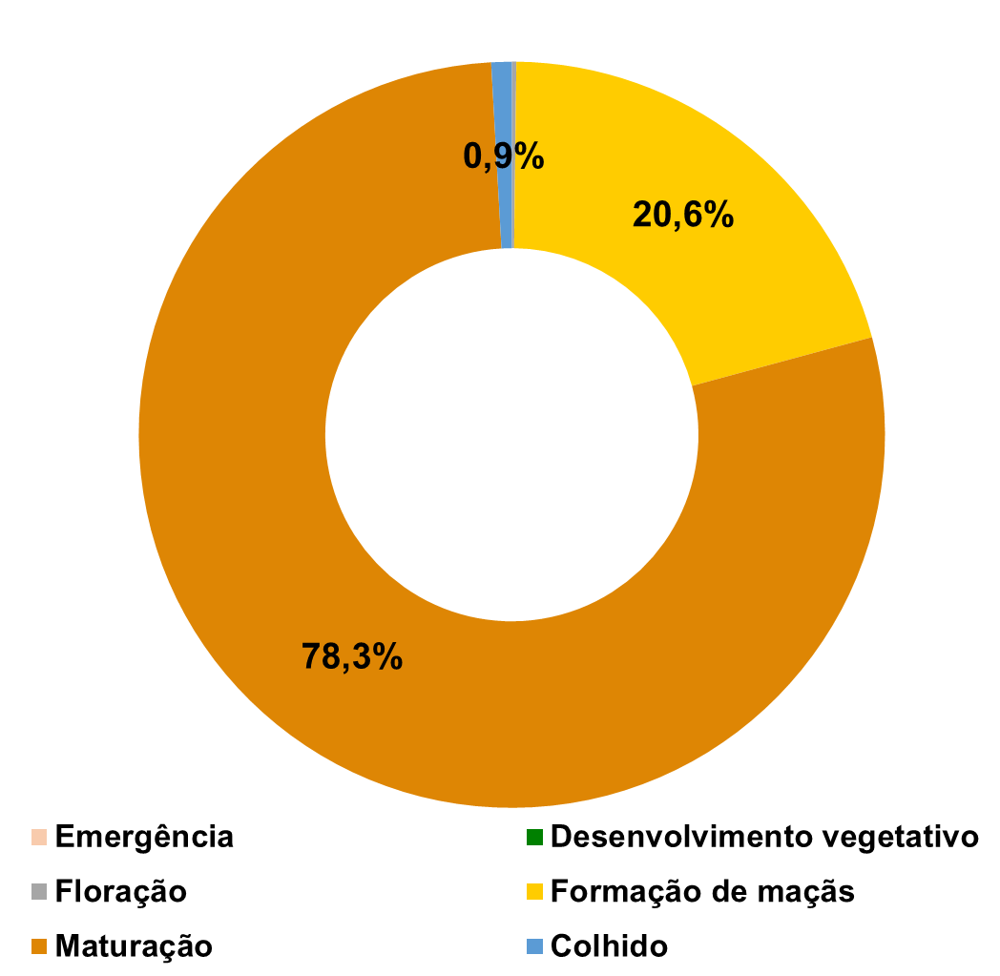 0,9%
20,6%
78,3%
Emergência
Desenvolvimento vegetativo
Floração
Formação de maçãs
Maturação
Colhido